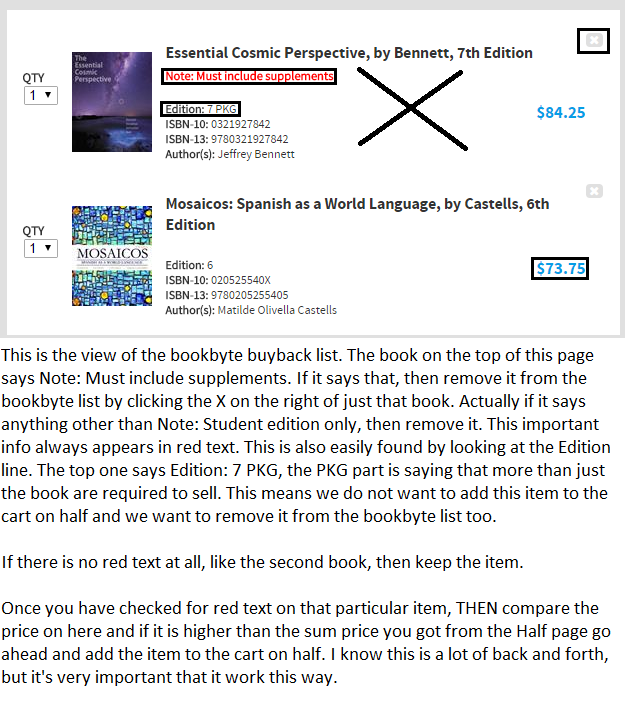 Essential Cosmic Perspective, by Bennett, 7th Edition
Note: Must include supplements
QTY
1
The
Essential
Cosmic
Perspective
Edition: 7 PKG
ISBN-10: 0321927842
ISBN-13: 9780321927842
Author(s): Jeffrey Bennett
$84.25
Mosaicos: Spanish as a World Language, by Castells, 6th
Edition
QTY
1
MOSAICOS
SPANISH AS A WORLD LANGUAGE
Edition: 6
ISBN-10: 020525540X
ISBN-13: 9780205255405
Author(s): Matilde Olivella Castells
$73.75
This is the view of the bookbyte buyback list. The book on the top of this page
says Note: Must include supplements. If it says that, then remove it from the
bookbyte list by clicking the X on the right of just that book. Actually if it says
anything other than Note: Student edition only, then remove it. This important
info always appears in red text. This is also easily found by looking at the Edition
line. The top one says Edition: 7 PKG, the PKG part is saying that more than just
the book are required to sell. This means we do not want to add this item to the
cart on half and we want to remove it from the bookbyte list too.
If there is no red text at all, like the second book, then keep the item.
Once you have checked for red text on that particular item, THEN compare the
price on here and if it is higher than the sum price you got from the Half page go
ahead and add the item to the cart on half. I know this is a lot of back and forth,
but it's very important that it work this way.